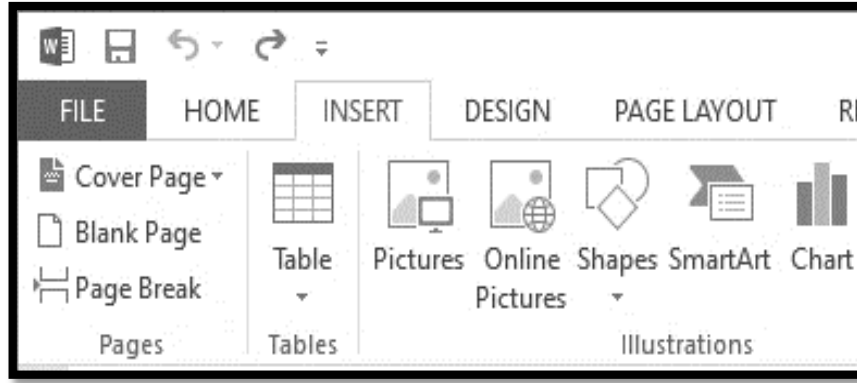 FILE HOME INSERT DESIGN PAGE LAYOUT
Cover Page
Blank Page
Page Break
Pages
Table
Tables
Pictures Online Pictures Shapes SmartArt Chart
Illustrations